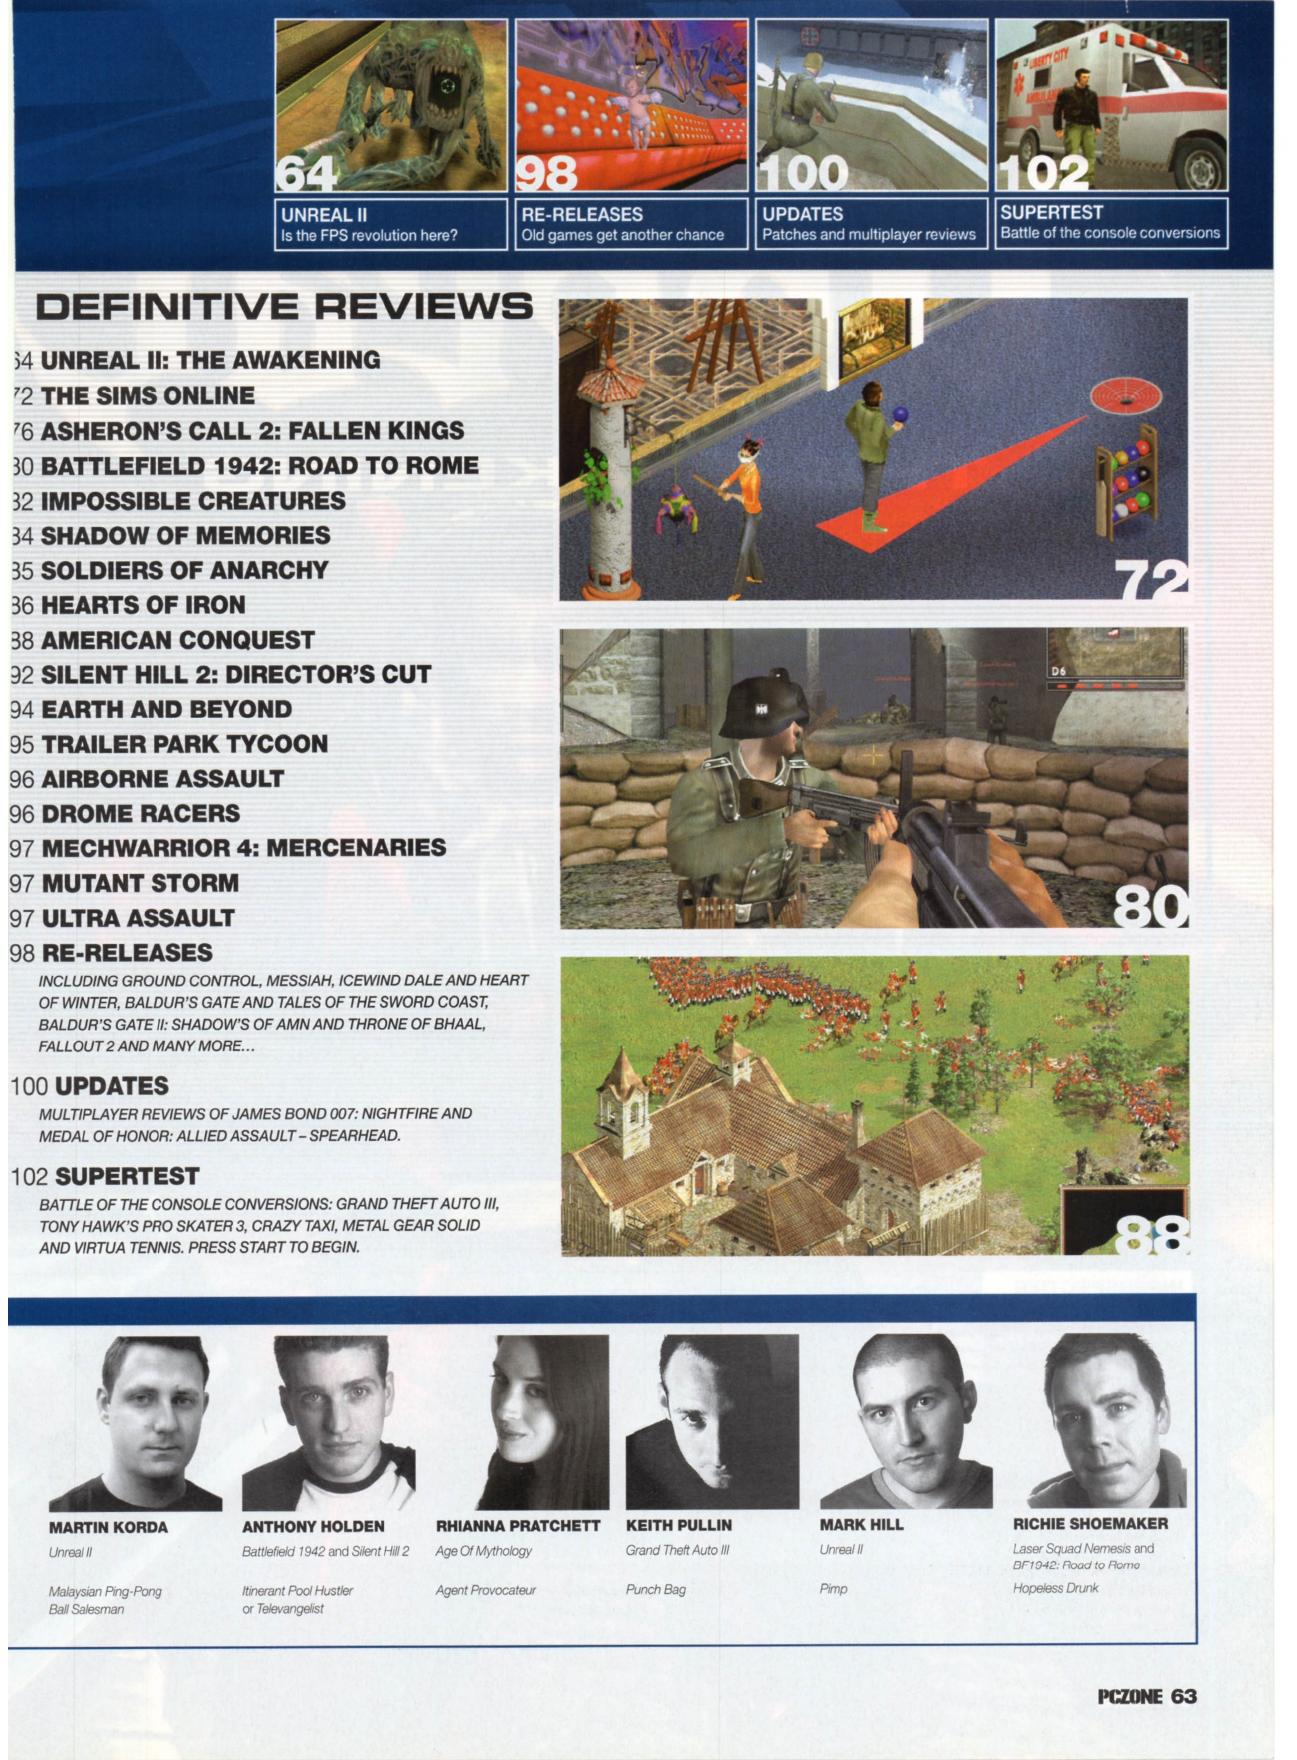 64
98
100
102
UNREAL II
Is the FPS revolution here?
RE-RELEASES
Old games get another chance
UPDATES
Patches and multiplayer reviews
SUPERTEST
Battle of the console conversions
LIBERTY CITY
DEFINITIVE REVIEWS
64 UNREAL II: THE AWAKENING
72 THE SIMS ONLINE
76 ASHERON'S CALL 2: FALLEN KINGS
80 BATTLEFIELD 1942: ROAD TO ROME
82 IMPOSSIBLE CREATURES
84 SHADOW OF MEMORIES
85 SOLDIERS OF ANARCHY
86 HEARTS OF IRON
88 AMERICAN CONQUEST
92 SILENT HILL 2: DIRECTOR'S CUT
94 EARTH AND BEYOND
95 TRAILER PARK TYCOON
96 AIRBORNE ASSAULT
96 DROME RACERS
97 MECHWARRIOR 4: MERCENARIES
97 MUTANT STORM
97 ULTRA ASSAULT
98 RE-RELEASES
INCLUDING GROUND CONTROL, MESSIAH, ICEWIND DALE AND HEART
OF WINTER, BALDUR'S GATE AND TALES OF THE SWORD COAST,
BALDUR'S GATE II: SHADOW'S OF AMN AND THRONE OF BHAAL,
FALLOUT 2 AND MANY MORE...
100 UPDATES
MULTIPLAYER REVIEWS OF JAMES BOND 007: NIGHTFIRE AND
MEDAL OF HONOR: ALLIED ASSAULT – SPEARHEAD.
102 SUPERTEST
BATTLE OF THE CONSOLE CONVERSIONS: GRAND THEFT AUTO III,
TONY HAWK'S PRO SKATER 3, CRAZY TAXI, METAL GEAR SOLID
AND VIRTUA TENNIS. PRESS START TO BEGIN.
72
D6
80
88
MARTIN KORDA
Unreal II
Malaysian Ping-Pong
Ball Salesman
ANTHONY HOLDEN
Battlefield 1942 and Silent Hill 2
Itinerant Pool Hustler
or Televangelist
RHIANNA PRATCHETT
Age Of Mythology
Agent Provocateur
KEITH PULLIN
Grand Theft Auto III
Punch Bag
MARK HILL
Unreal II
Pimp
RICHIE SHOEMAKER
Laser Squad Nemesis and
BF1942: Road to Rome
Hopeless Drunk
PCZONE 63